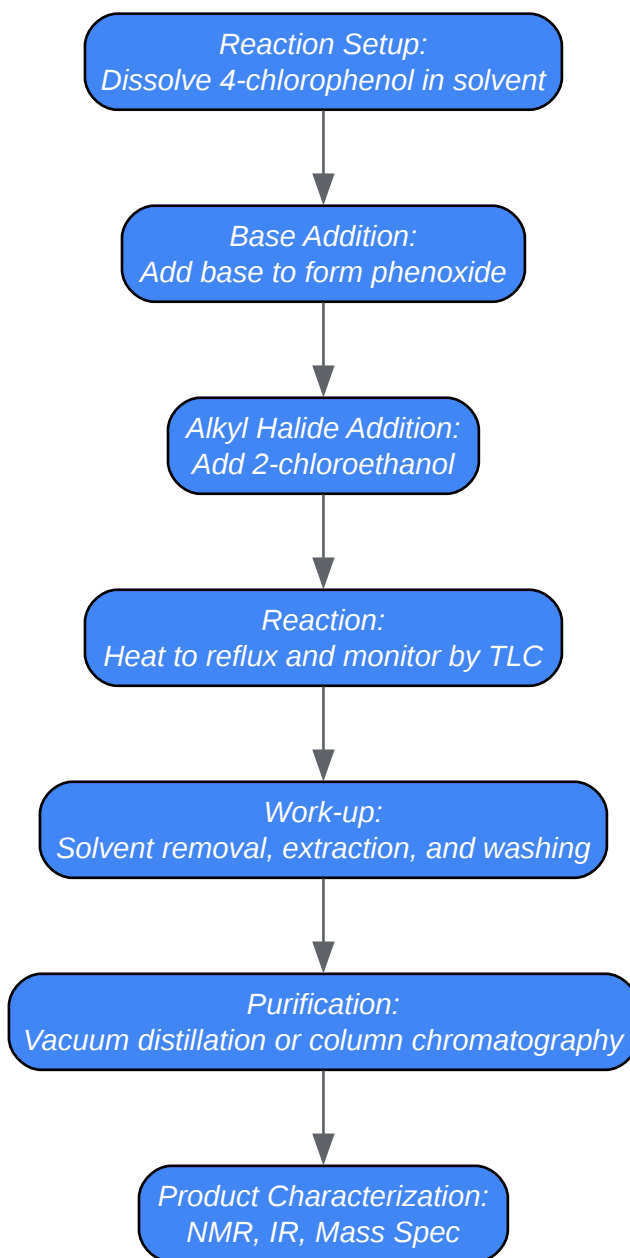 Reaction Setup:
Dissolve 4-chlorophenol in solvent
Base Addition:
Add base to form phenoxide
Alkyl Halide Addition:
Add 2-chloroethanol
Reaction:
Heat to reflux and monitor by TLC
Work-up:
Solvent removal, extraction, and washing
Purification:
Vacuum distillation or column chromatography
Product Characterization:
NMR, IR, Mass Spec